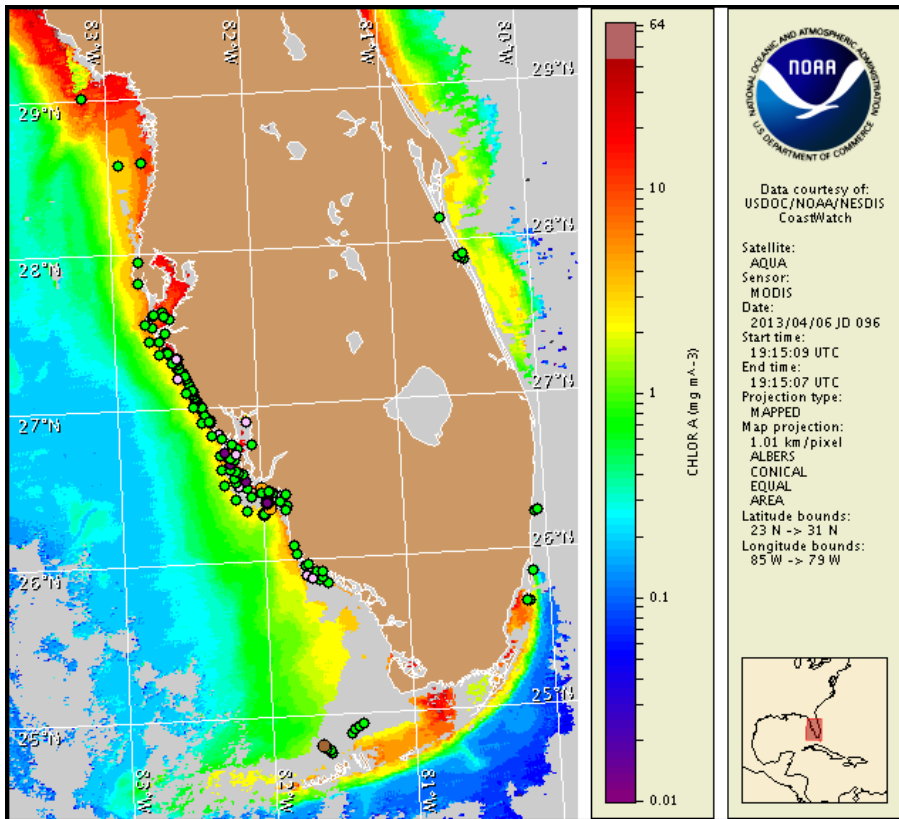 83°W
82°W
81°W
80°W
29°N
29°N
28°N
28°N
27°N
27°N
26°N
26°N
25°N
25°N
83°W
82°W
81°W
64
10
1
0.1
0.01
CHLOR A (mg m^-3)
NATIONAL OCEANIC AND ATMOSPHERIC ADMINISTRATION
NOAA
U.S. DEPARTMENT OF COMMERCE
Data courtesy of:
USDOC/NOAA/NESDIS
CoastWatch
Satellite:
AQUA
Sensor:
MODIS
Date:
2013/04/06 JD 096
Start time:
19:15:09 UTC
End time:
19:15:07 UTC
Projection type:
MAPPED
Map projection:
1.01 km/pixel
ALBERS
CONICAL
EQUAL
AREA
Latitude bounds:
23 N -> 31 N
Longitude bounds:
85 W -> 79 W